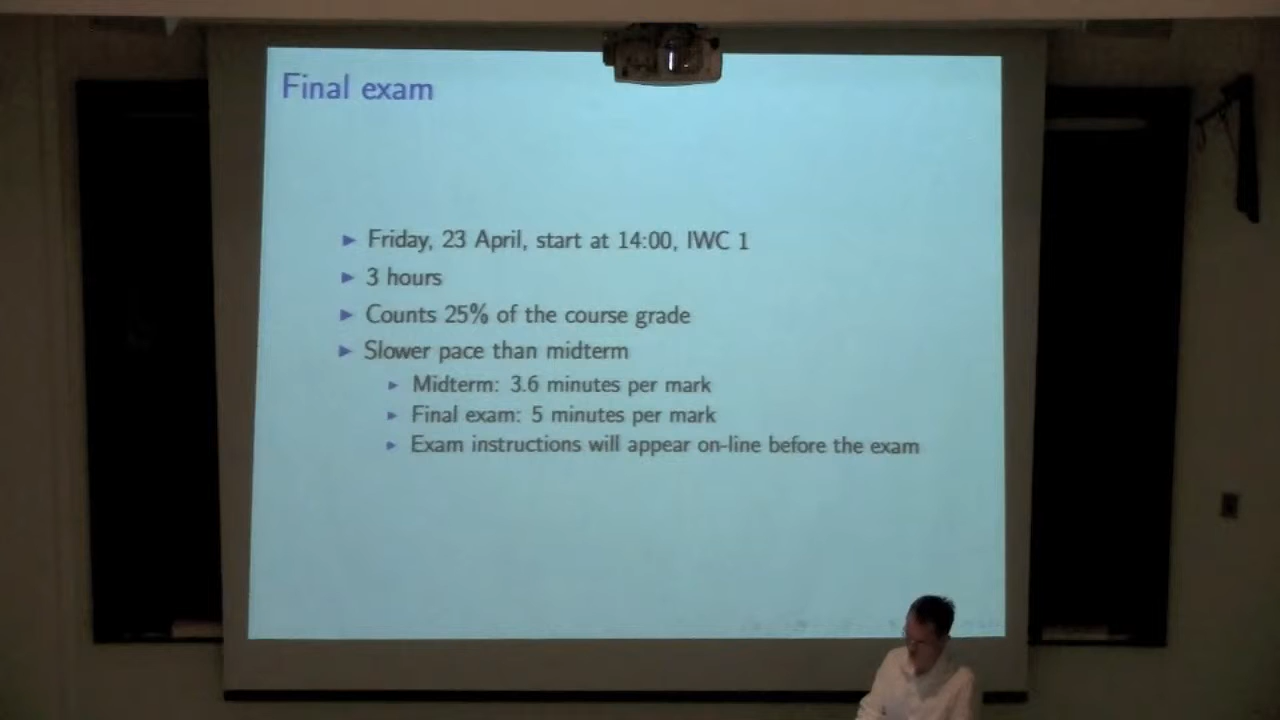 Final exam
Friday, 23 April, start at 14:00, IWC 1
3 hours
Counts 25% of the course grade
Slower pace than midterm
Midterm: 3.6 minutes per mark
Final exam: 5 minutes per mark
Exam instructions will appear on-line before the exam